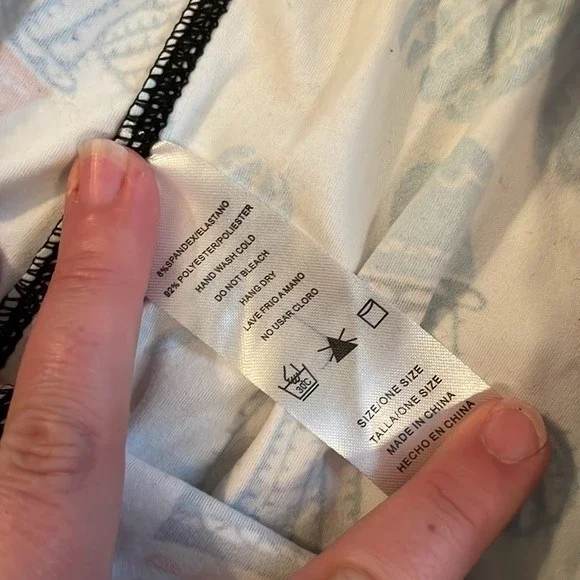 8%SPANDEX/ELASTANO
92% POLYESTER/POLIESTER
HAND WASH COLD
DO NOT BLEACH
HANG DRY
LAVE FRIO A MANO
NO USAR CLORO
30C
SIZE/ONE SIZE
TALLA/ONE SIZE
MADE IN CHINA
HECHO EN CHINA